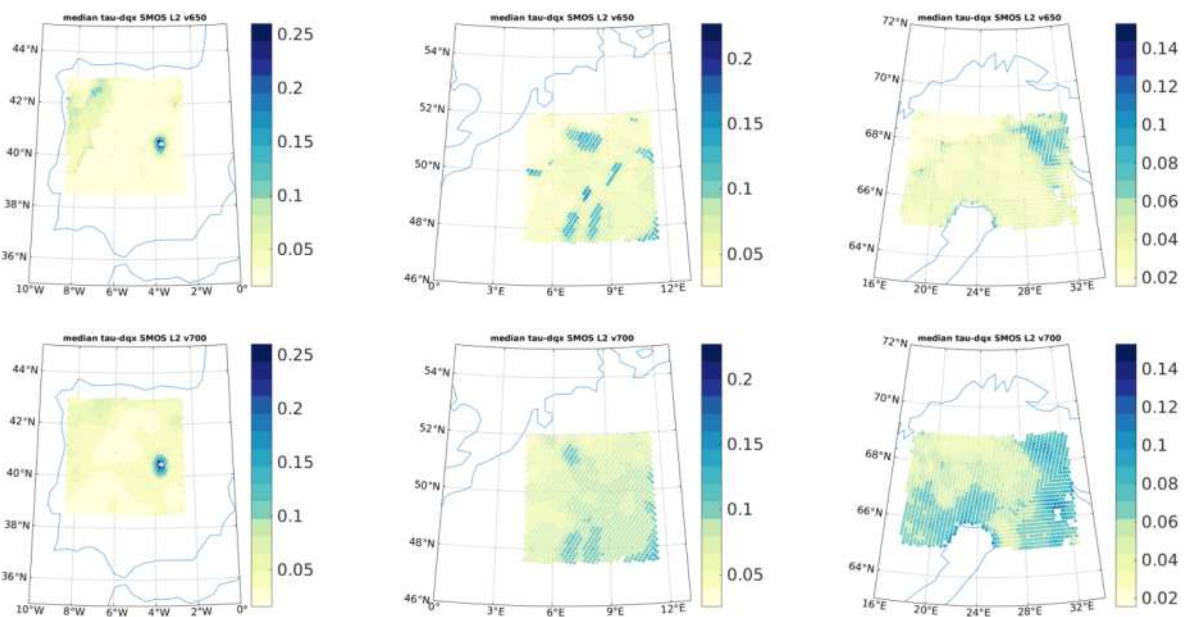 median tau-dqx SMOS L2 v650
44°N
42°N
40°N
38°N
36°N
10°W 8°W 6°W 4°W 2°W
0.25
0.2
0.15
0.1
0.05
median tau-dqx SMOS L2 v650
54°N
52°N
50°N
48°N
46°N
0° 3°E 6°E 9°E 12°E
0.2
0.15
0.1
0.05
median tau-dqx SMOS L2 v650
72°N
70°N
68°N
66°N
64°N
16°E 20°E 24°E 28°E 32°E
0.14
0.12
0.1
0.08
0.06
0.04
0.02
median tau-dqx SMOS L2 v700
44°N
42°N
40°N
38°N
36°N
10°W 8°W 6°W 4°W 2°W 0°
0.25
0.2
0.15
0.1
0.05
median tau-dqx SMOS L2 v700
54°N
52°N
50°N
48°N
46°N
0° 3°E 6°E 9°E 12°E
0.2
0.15
0.1
0.05
median tau-dqx SMOS L2 v700
72°N
70°N
68°N
66°N
64°N
16°E 20°E 24°E 28°E 32°E
0.14
0.12
0.1
0.08
0.06
0.04
0.02